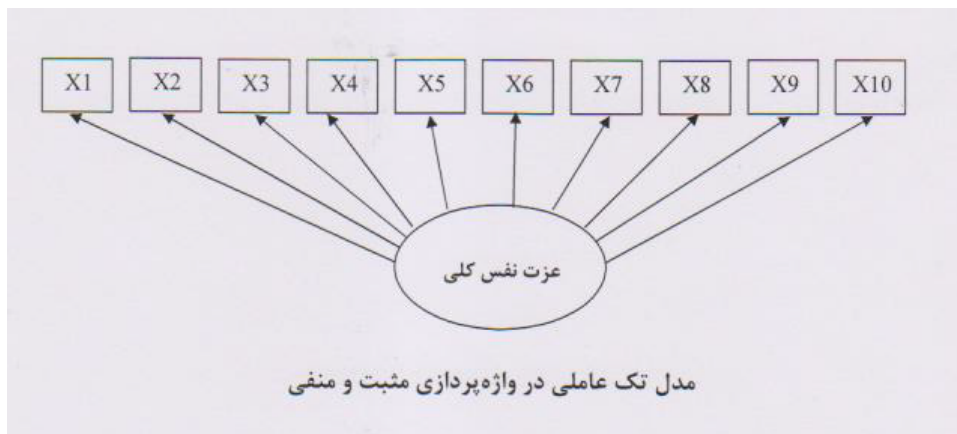 X1 X2 X3 X4 X5 X6 X7 X8 X9 X10
عزت نفس کلی
مدل تک عاملی در واژه‌پردازی مثبت و منفی